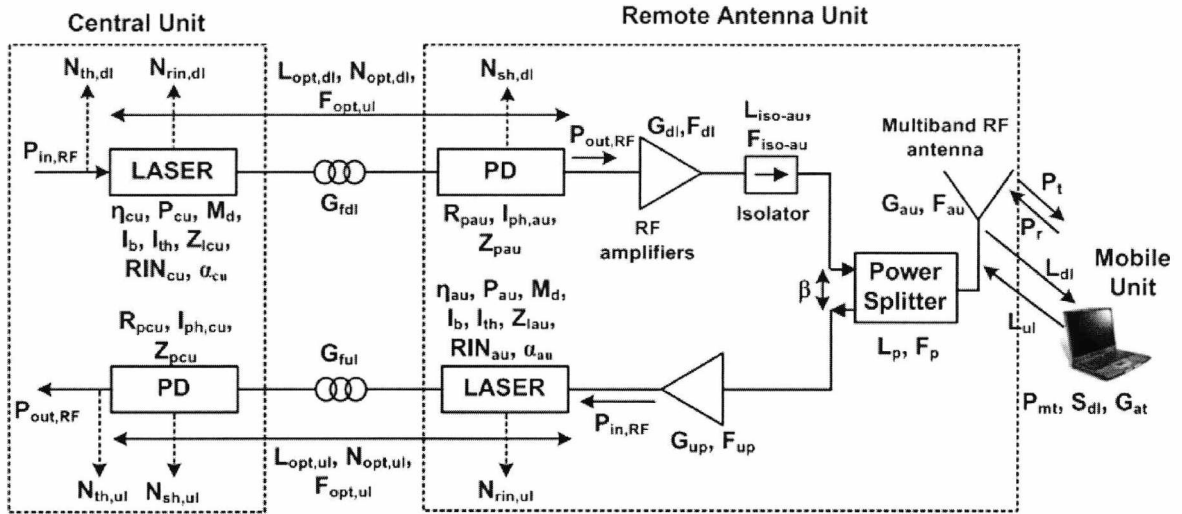 Central Unit
Remote Antenna Unit
N_th,dl
N_rin,dl
L_opt,dl, N_opt,dl,
F_opt,ul
N_sh,dl
P_in,RF
LASER
η_cu, P_cu, M_d,
I_b, I_th, Z_lcu,
RIN_cu, α_cu
G_fdl
PD
R_pau, I_ph,au,
Z_pau
P_out,RF
G_dl,F_dl
RF
amplifiers
L_iso-au,
F_iso-au
Isolator
Multiband RF
antenna
G_au, F_au
P_t
P_r
L_dl
L_ul
Mobile
Unit
P_mt, S_dl, G_at
β
Power
Splitter
L_p, F_p
R_pcu, I_ph,cu,
Z_pcu
PD
P_out,RF
N_th,ul
N_sh,ul
G_ful
L_opt,ul, N_opt,ul,
F_opt,ul
η_au, P_au, M_d,
I_b, I_th, Z_lau,
RIN_au, α_au
LASER
N_rin,ul
P_in,RF
G_up, F_up